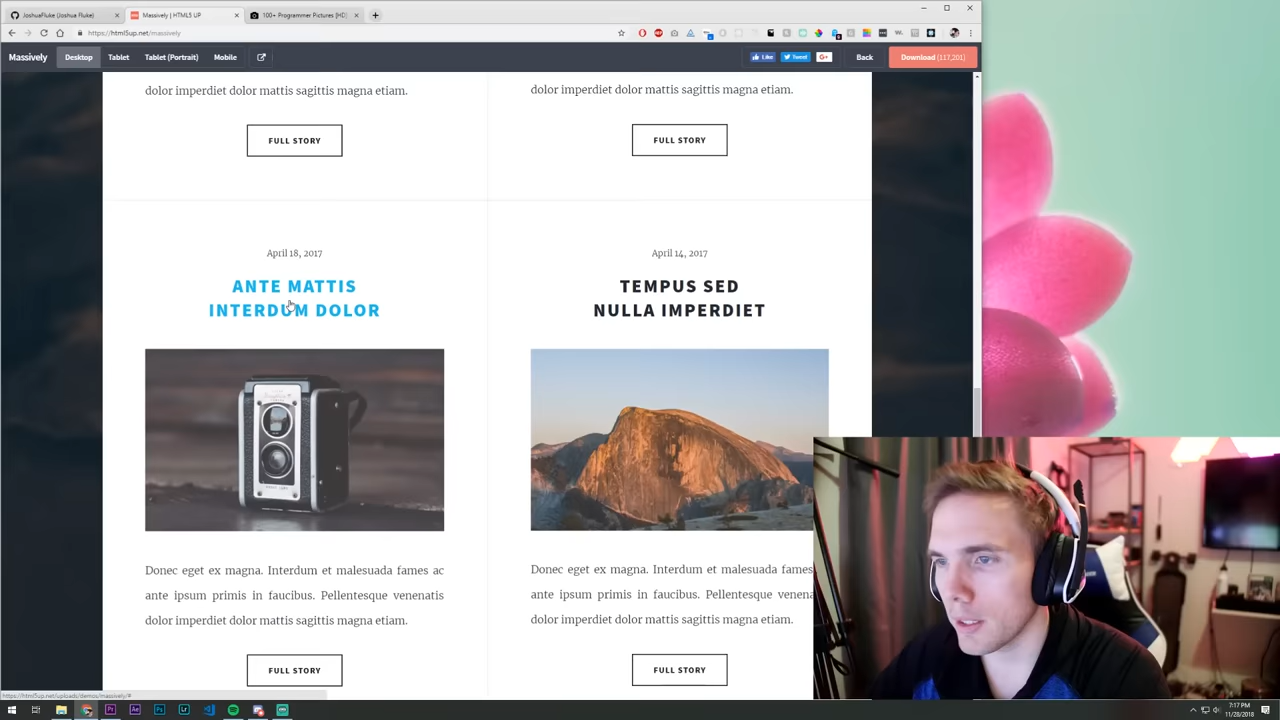 JoshuaFluke (Joshua Fluke)
Massively | HTML5 UP
100+ Programmer Pictures [HD]
https://html5up.net/massively
Massively
Desktop
Tablet
Tablet (Portrait)
Mobile
Like
Tweet
G+
Back
Download (117,201)
dolor imperdiet dolor mattis sagittis magna etiam.
dolor imperdiet dolor mattis sagittis magna etiam.
FULL STORY
FULL STORY
April 18, 2017
ANTE MATTIS
INTERDUM DOLOR
Donec eget ex magna. Interdum et malesuada fames ac
ante ipsum primis in faucibus. Pellentesque venenatis
dolor imperdiet dolor mattis sagittis magna etiam.
FULL STORY
April 14, 2017
TEMPUS SED
NULLA IMPERDIET
Donec eget ex magna. Interdum et malesuada fames
ante ipsum primis in faucibus. Pellentesque venena
dolor imperdiet dolor mattis sagittis magna etiam.
FULL STORY
https://html5up.net/uploads/demos/massively/#
7:17 PM
11/28/2018